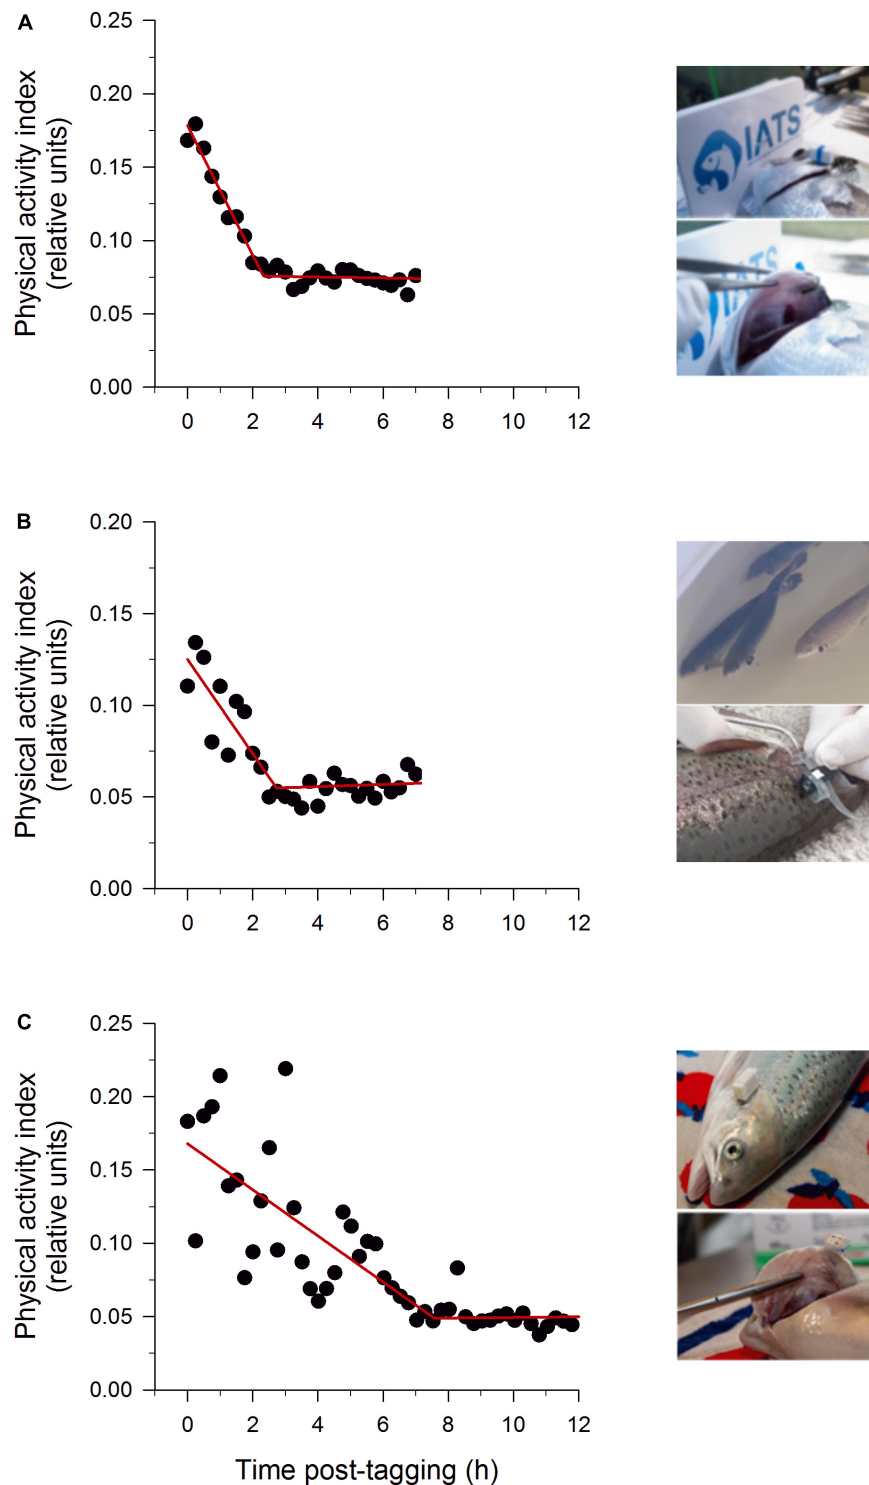 A
Physical activity index
(relative units)
0.25
0.20
0.15
0.10
0.05
0.00
0 2 4 6 8 10 12
IATS
IATS
B
Physical activity index
(relative units)
0.20
0.15
0.10
0.05
0.00
0 2 4 6 8 10 12
C
Physical activity index
(relative units)
0.25
0.20
0.15
0.10
0.05
0.00
0 2 4 6 8 10 12
Time post-tagging (h)